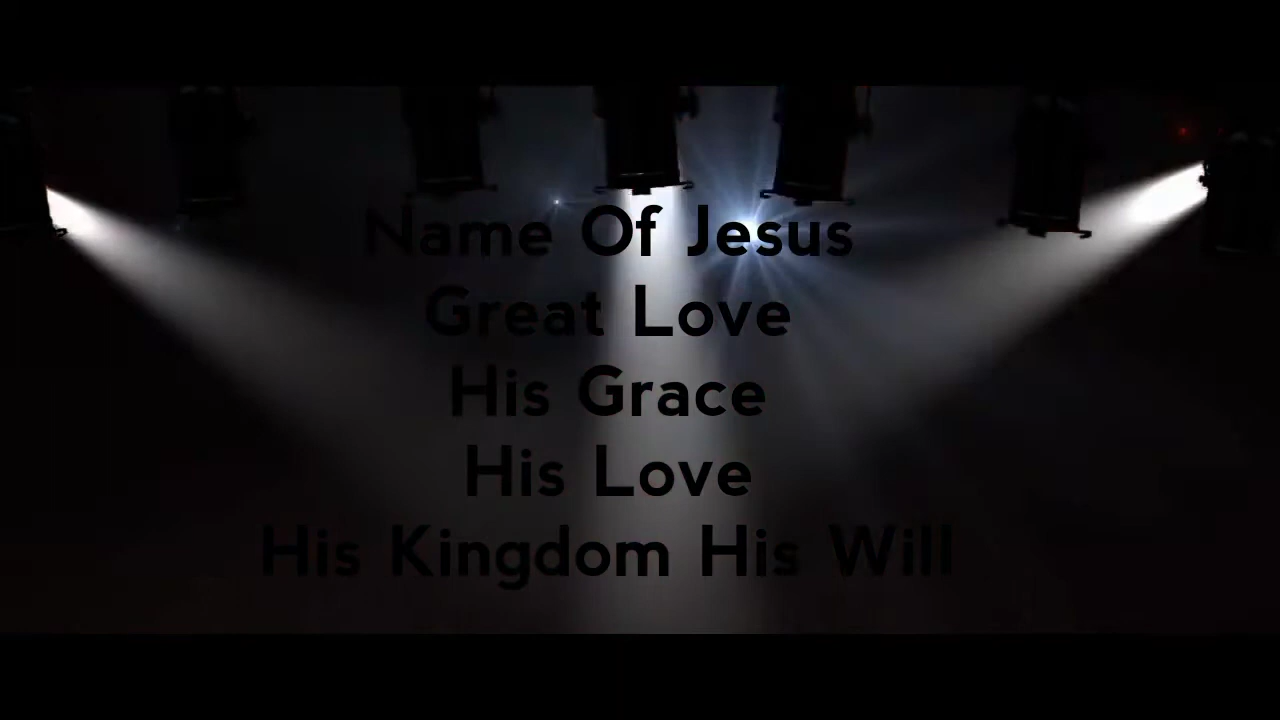 Name Of Jesus
Great Love
His Grace
His Love
His Kingdom His Will